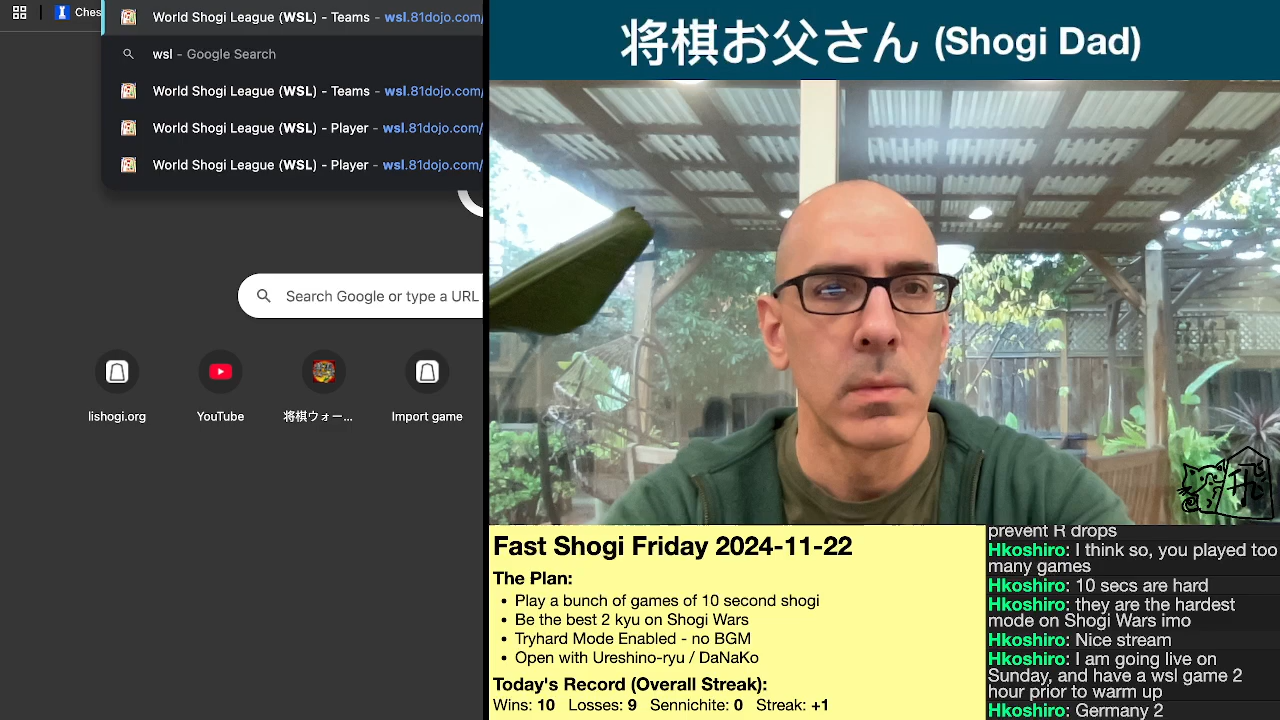 Ches
World Shogi League (WSL) - Teams - wsl.81dojo.com/
wsl - Google Search
World Shogi League (WSL) - Teams - wsl.81dojo.com/
World Shogi League (WSL) - Player - wsl.81dojo.com/
World Shogi League (WSL) - Player - wsl.81dojo.com/
Search Google or type a URL
lishogi.org
YouTube
将棋ウォー...
Import game
将棋お父さん (Shogi Dad)
飛
Fast Shogi Friday 2024-11-22
The Plan:
• Play a bunch of games of 10 second shogi
• Be the best 2 kyu on Shogi Wars
• Tryhard Mode Enabled - no BGM
• Open with Ureshino-ryu / DaNaKo
Today's Record (Overall Streak):
Wins: 10 Losses: 9 Sennichite: 0 Streak: +1
prevent R drops
Hkoshiro: I think so, you played too
many games
Hkoshiro: 10 secs are hard
Hkoshiro: they are the hardest
mode on Shogi Wars imo
Hkoshiro: Nice stream
Hkoshiro: I am going live on
Sunday, and have a wsl game 2
hour prior to warm up
Hkoshiro: Germany 2